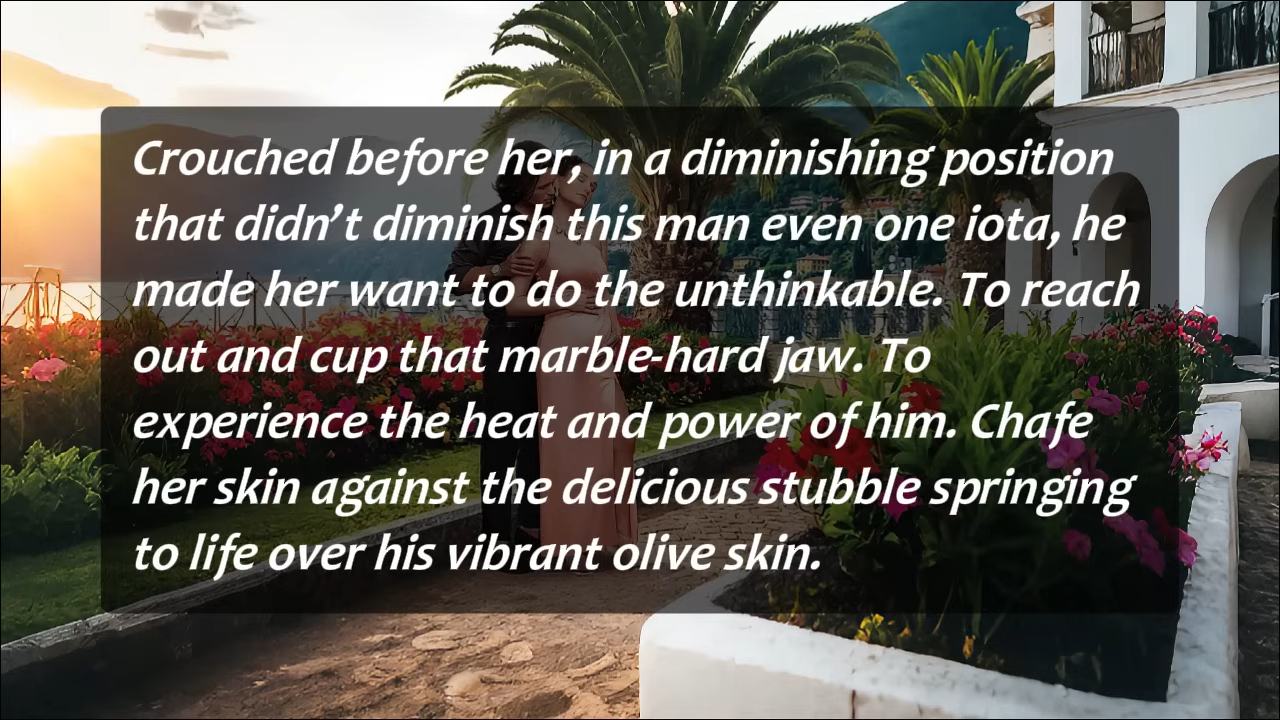 Crouched before her, in a diminishing position
that didn’t diminish this man even one iota, he
made her want to do the unthinkable. To reach
out and cup that marble-hard jaw. To
experience the heat and power of him. Chafe
her skin against the delicious stubble springing
to life over his vibrant olive skin.